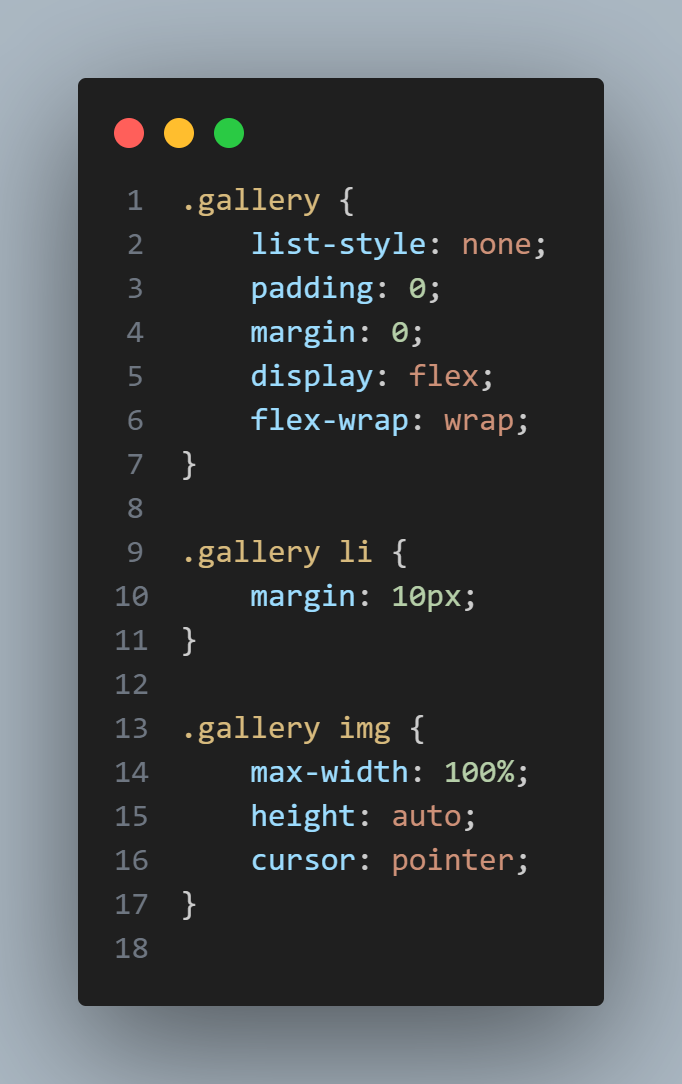 1 .gallery {
2     list-style: none;
3     padding: 0;
4     margin: 0;
5     display: flex;
6     flex-wrap: wrap;
7 }
8
9 .gallery li {
10     margin: 10px;
11 }
12
13 .gallery img {
14     max-width: 100%;
15     height: auto;
16     cursor: pointer;
17 }
18